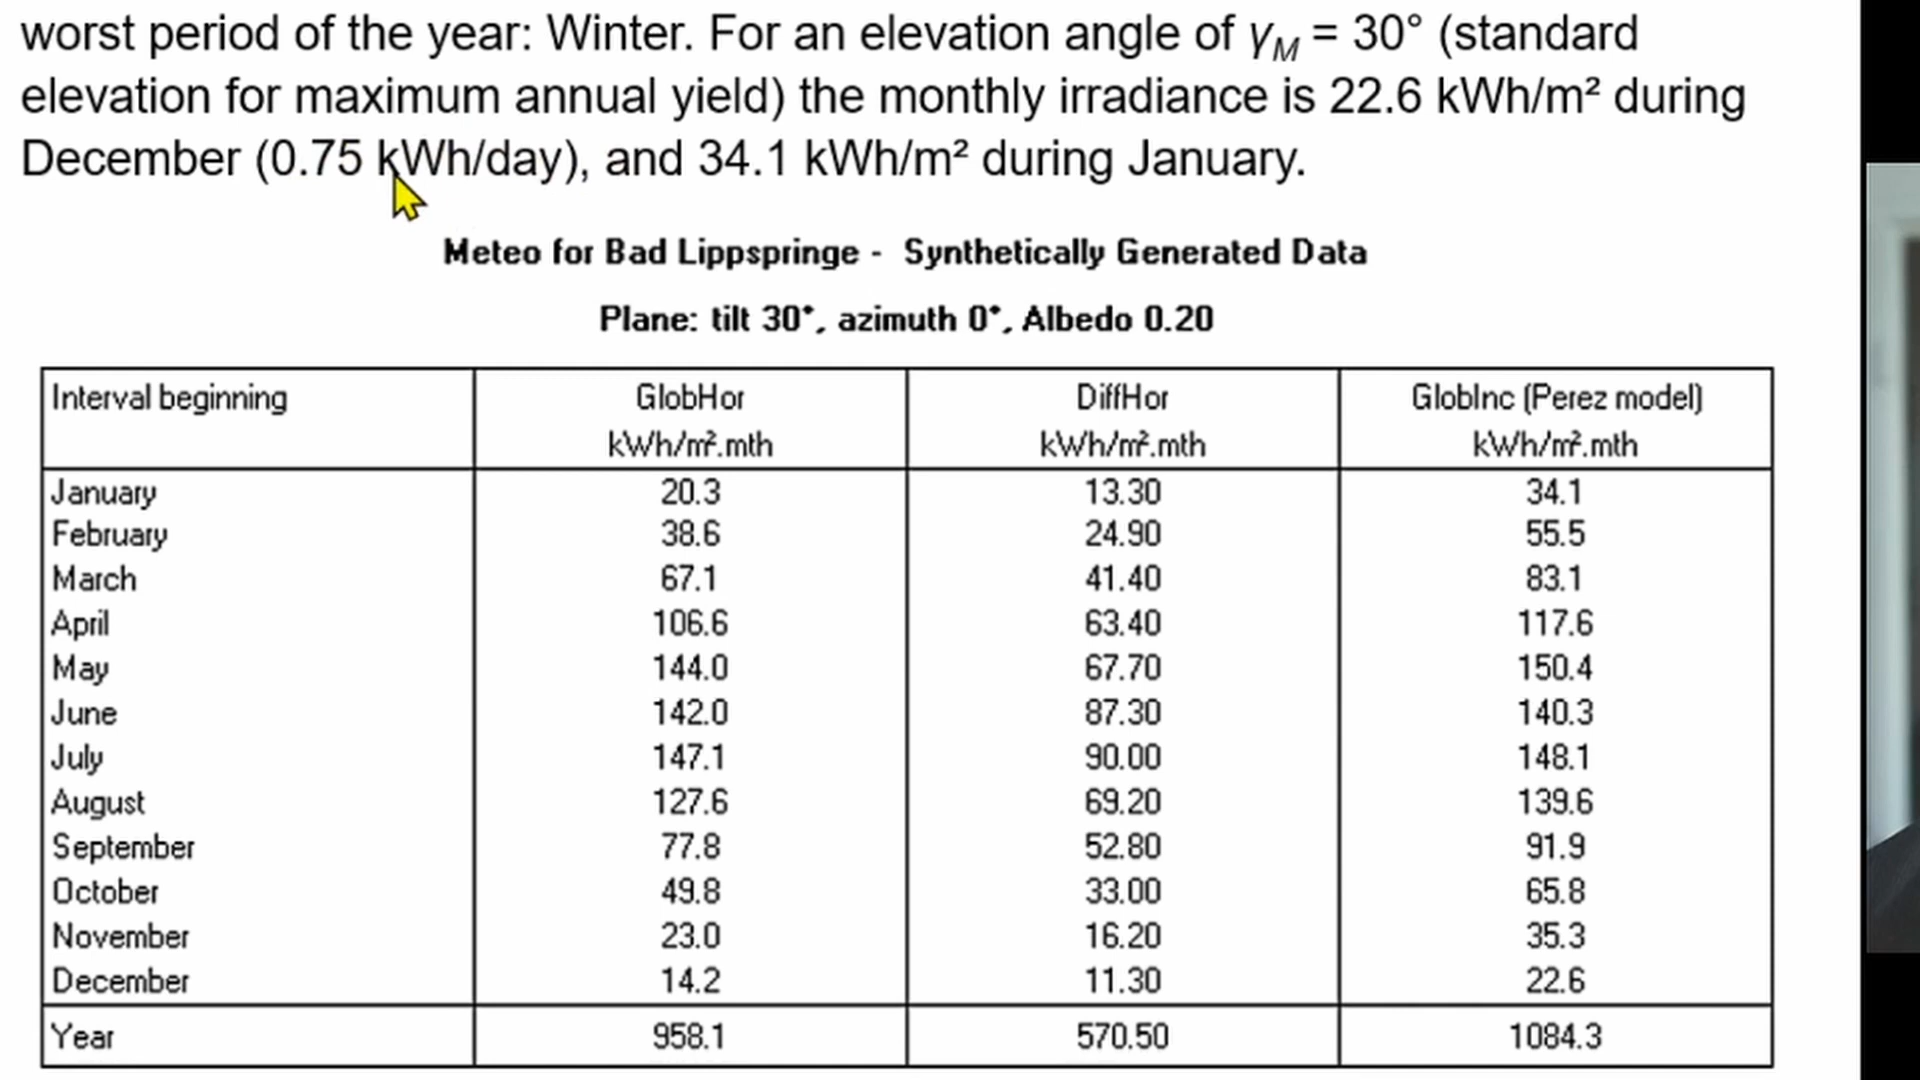 worst period of the year: Winter. For an elevation angle of γM = 30° (standard
elevation for maximum annual yield) the monthly irradiance is 22.6 kWh/m² during
December (0.75 kWh/day), and 34.1 kWh/m² during January.
Meteo for Bad Lippspringe - Synthetically Generated Data
Plane: tilt 30°, azimuth 0°, Albedo 0.20
Interval beginning GlobHor DiffHor GlobInc (Perez model)
kWh/m².mth kWh/m².mth kWh/m².mth
January 20.3 13.30 34.1
February 38.6 24.90 55.5
March 67.1 41.40 83.1
April 106.6 63.40 117.6
May 144.0 67.70 150.4
June 142.0 87.30 140.3
July 147.1 90.00 148.1
August 127.6 69.20 139.6
September 77.8 52.80 91.9
October 49.8 33.00 65.8
November 23.0 16.20 35.3
December 14.2 11.30 22.6
Year 958.1 570.50 1084.3